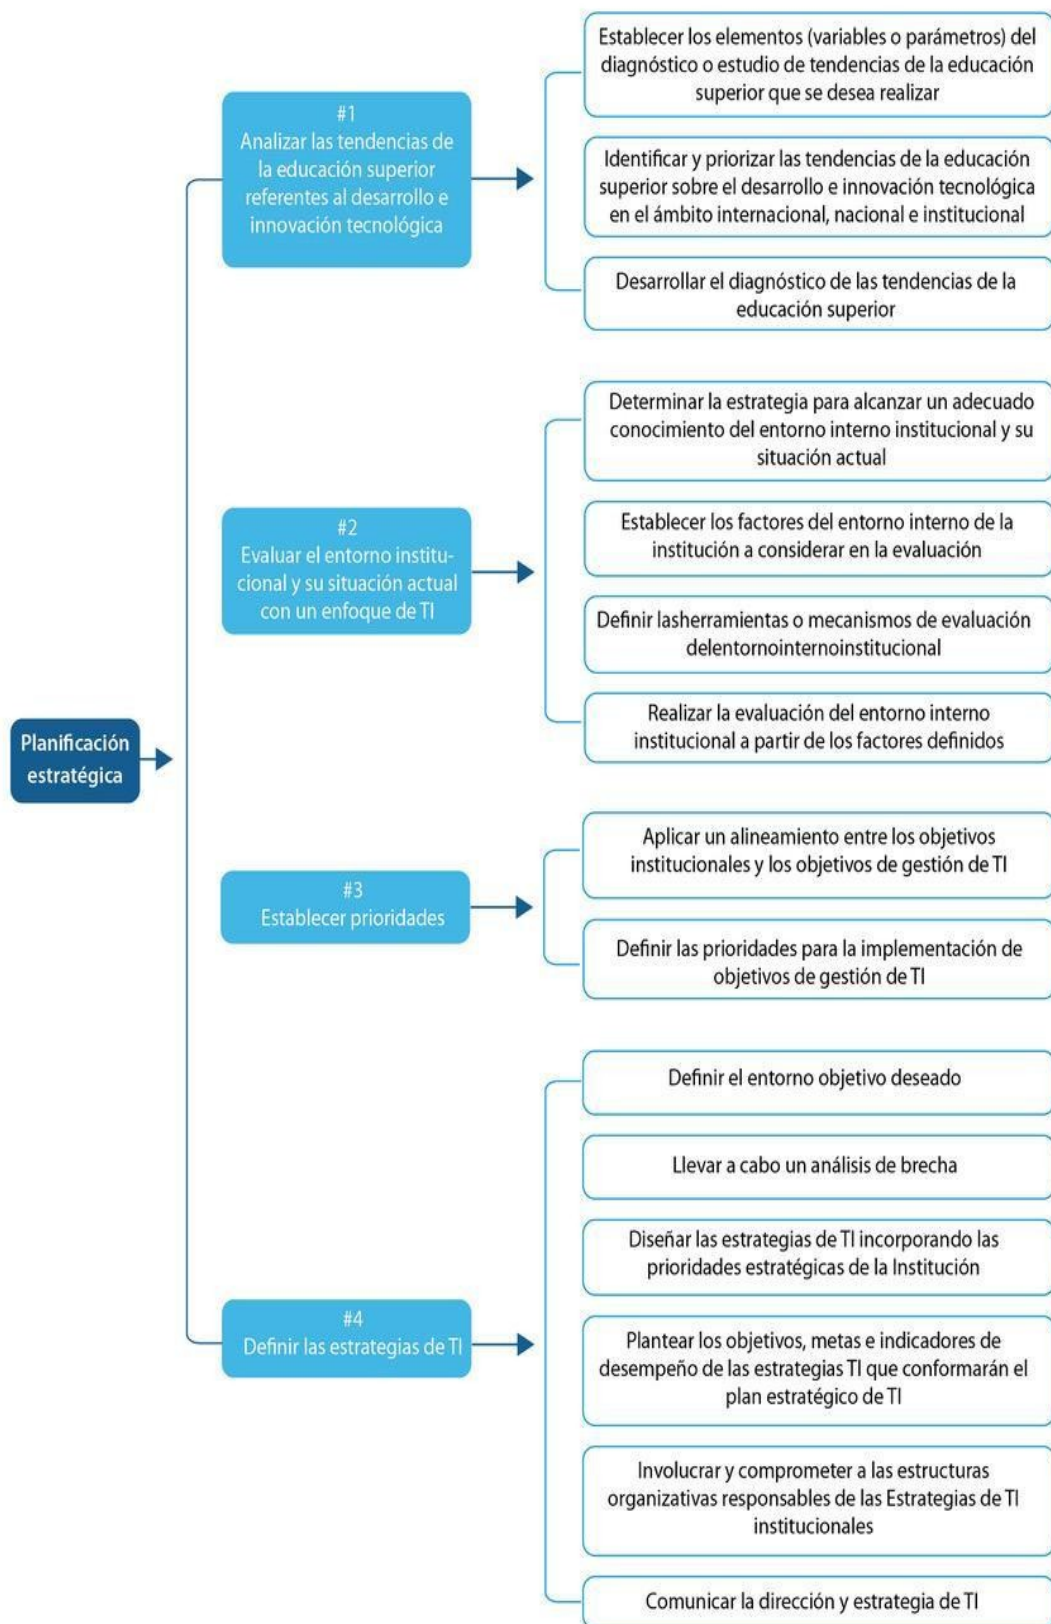 Planificación
estratégica
#1
Analizar las tendencias de
la educación superior
referentes al desarrollo e
innovación tecnológica
Establecer los elementos (variables o parámetros) del
diagnóstico o estudio de tendencias de la educación
superior que se desea realizar
Identificar y priorizar las tendencias de la educación
superior sobre el desarrollo e innovación tecnológica
en el ámbito internacional, nacional e institucional
Desarrollar el diagnóstico de las tendencias de la
educación superior
#2
Evaluar el entorno institu-
cional y su situación actual
con un enfoque de TI
Determinar la estrategia para alcanzar un adecuado
conocimiento del entorno interno institucional y su
situación actual
Establecer los factores del entorno interno de la
institución a considerar en la evaluación
Definir lasherramientas o mecanismos de evaluación
delentornointernoinstitucional
Realizar la evaluación del entorno interno
institucional a partir de los factores definidos
#3
Establecer prioridades
Aplicar un alineamiento entre los objetivos
institucionales y los objetivos de gestión de TI
Definir las prioridades para la implementación de
objetivos de gestión de TI
#4
Definir las estrategias de TI
Definir el entorno objetivo deseado
Llevar a cabo un análisis de brecha
Diseñar las estrategias de TI incorporando las
prioridades estratégicas de la Institución
Plantear los objetivos, metas e indicadores de
desempeño de las estrategias TI que conformarán el
plan estratégico de TI
Involucrar y comprometer a las estructuras
organizativas responsables de las Estrategias de TI
institucionales
Comunicar la dirección y estrategia de TI